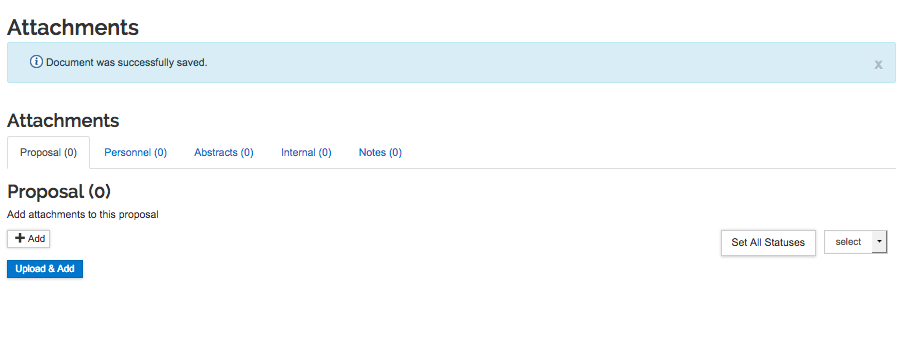 Attachments
Document was successfully saved.
x
Attachments
Proposal (0)
Personnel (0)
Abstracts (0)
Internal (0)
Notes (0)
Proposal (0)
Add attachments to this proposal
Add
Set All Statuses
select
Upload & Add